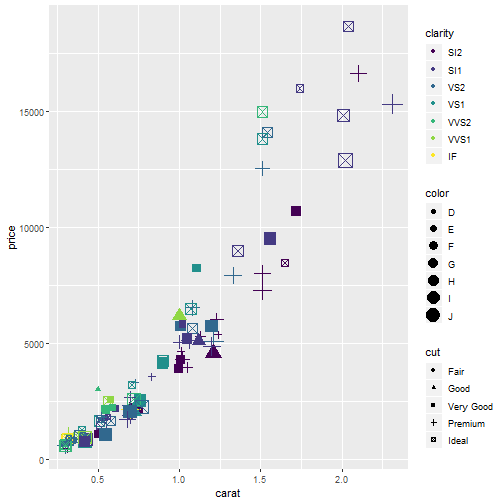 clarity
SI2
SI1
VS2
VS1
VVS2
VVS1
IF
color
D
E
F
G
H
I
J
cut
Fair
Good
Very Good
Premium
Ideal
price
15000
10000
5000
0
0.5
1.0
1.5
2.0
carat